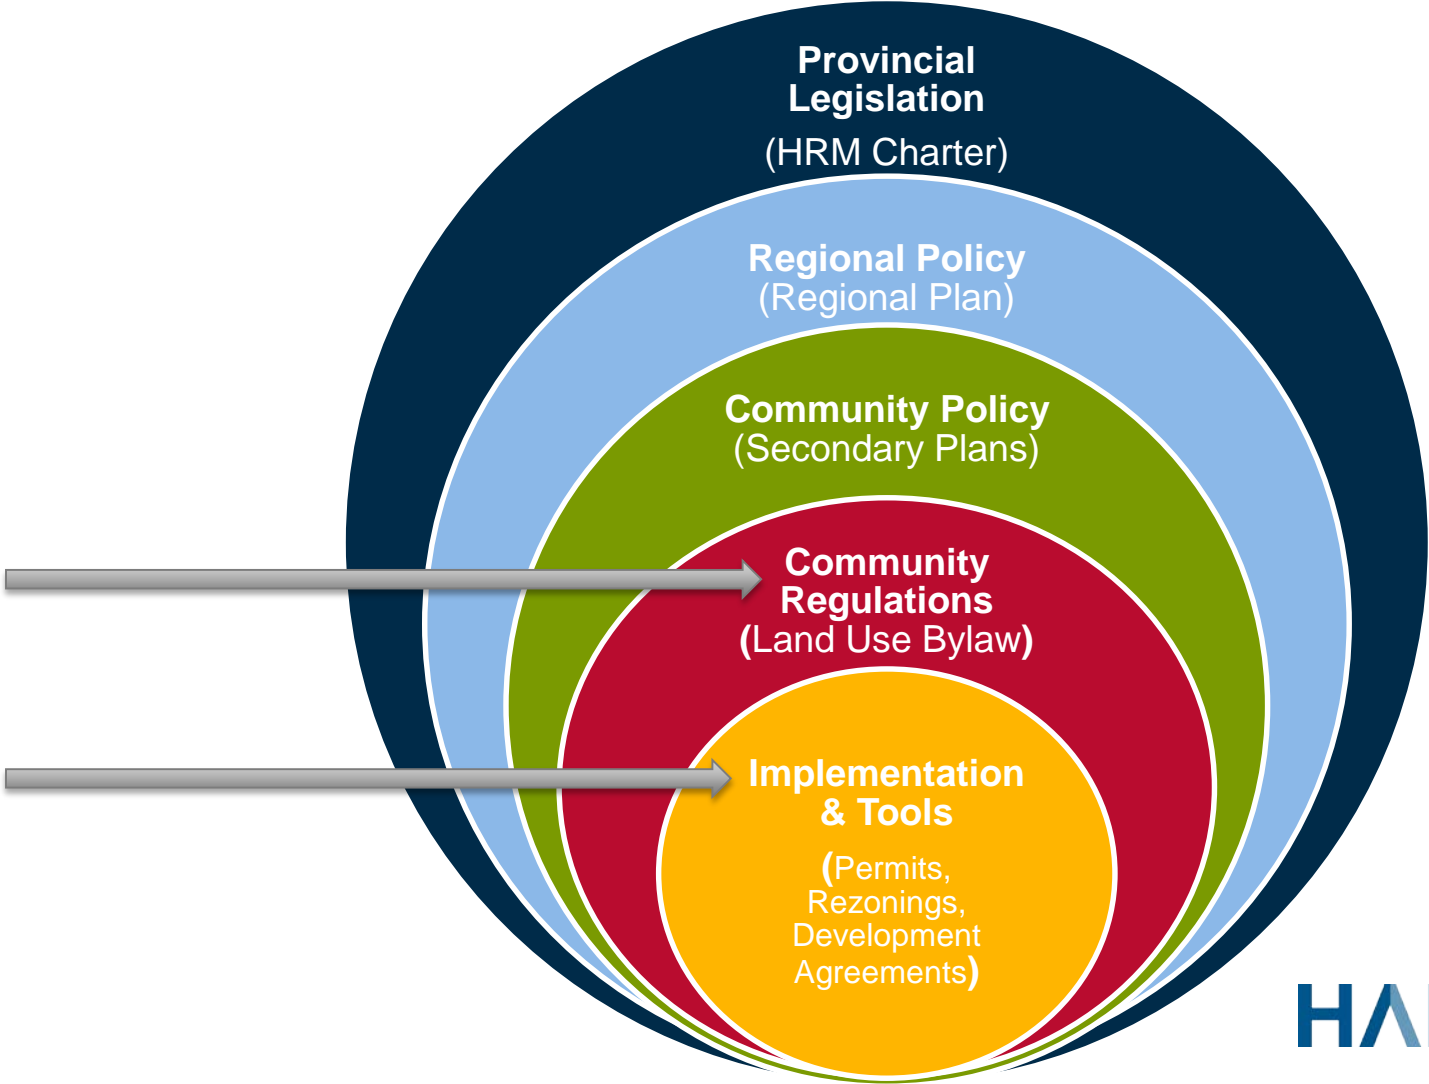 Provincial
Legislation
(HRM Charter)
Regional Policy
(Regional Plan)
Community Policy
(Secondary Plans)
Community
Regulations
(Land Use Bylaw)
Implementation
& Tools
(Permits,
Rezonings,
Development
Agreements)